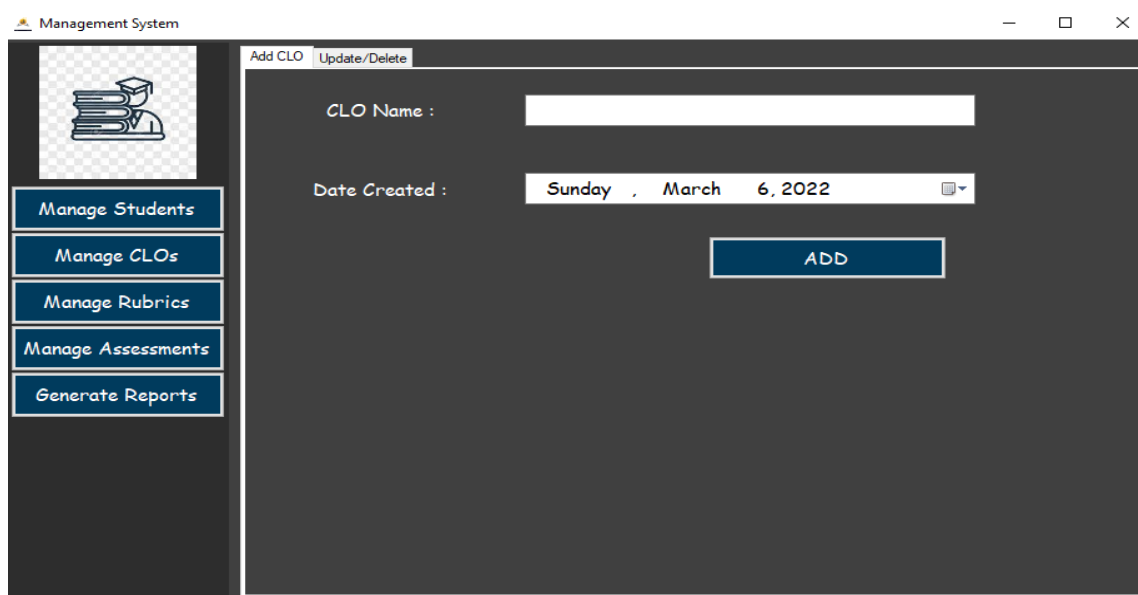 Management System
Add CLO
Update/Delete
CLO Name :
Date Created :
Sunday , March 6, 2022
ADD
Manage Students
Manage CLOs
Manage Rubrics
Manage Assessments
Generate Reports